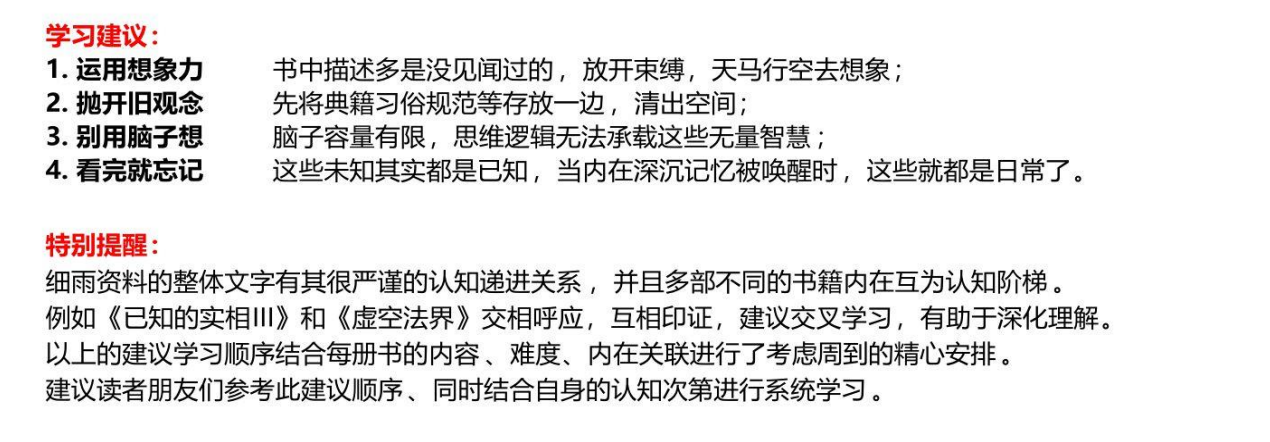 学习建议：
1. 运用想象力 书中描述多是没见闻过的，放开束缚，天马行空去想象；
2. 抛开旧观念 先将典籍习俗规范等存放一边，清出空间；
3. 别用脑子想 脑子容量有限，思维逻辑无法承载这些无量智慧；
4. 看完就忘记 这些未知其实都是已知，当内在深沉记忆被唤醒时，这些就都是日常了。
特别提醒：
细雨资料的整体文字有其很严谨的认知递进关系，并且多部不同的书籍内在互为认知阶梯。
例如《已知的实相III》和《虚空法界》交相呼应，互相印证，建议交叉学习，有助于深化理解。
以上的建议学习顺序结合每册书的内容、难度、内在关联进行了考虑周到的精心安排。
建议读者朋友们参考此建议顺序、同时结合自身的认知次第进行系统学习。